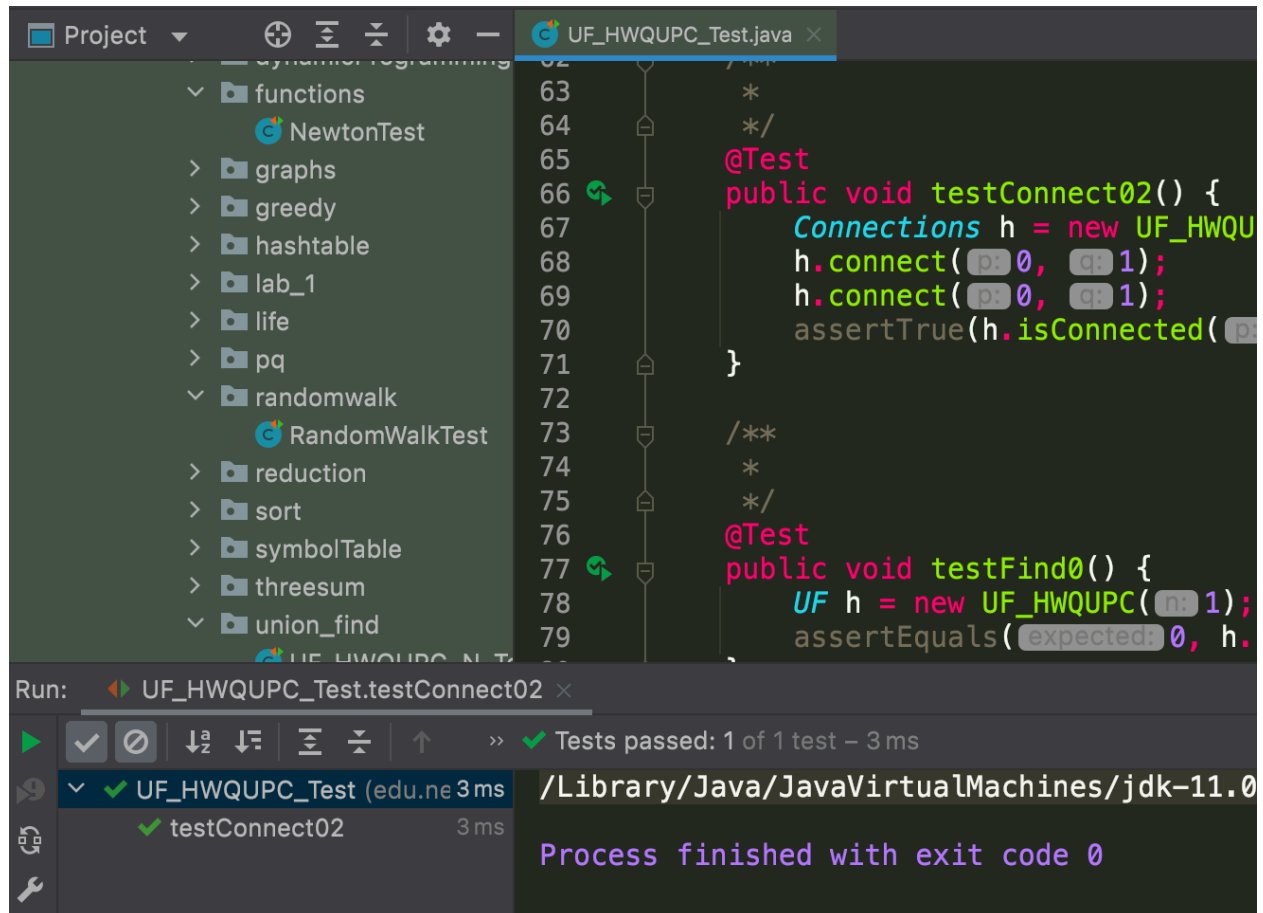 Project
UF_HWQUPC_Test.java
functions
NewtonTest
graphs
greedy
hashtable
lab_1
life
pq
randomwalk
RandomWalkTest
reduction
sort
symbolTable
threesum
union_find
62 /**
63 *
64 */
65 @Test
66 public void testConnect02() {
67 Connections h = new UF_HWQU
68 h.connect( p: 0, q: 1);
69 h.connect( p: 0, q: 1);
70 assertTrue(h.isConnected( p:
71 }
72
73 /**
74 *
75 */
76 @Test
77 public void testFind0() {
78 UF h = new UF_HWQUPC( n: 1);
79 assertEquals( expected: 0, h.
Run: UF_HWQUPC_Test.testConnect02
» Tests passed: 1 of 1 test – 3 ms
UF_HWQUPC_Test (edu.ne 3 ms
testConnect02 3 ms
/Library/Java/JavaVirtualMachines/jdk-11.0
Process finished with exit code 0